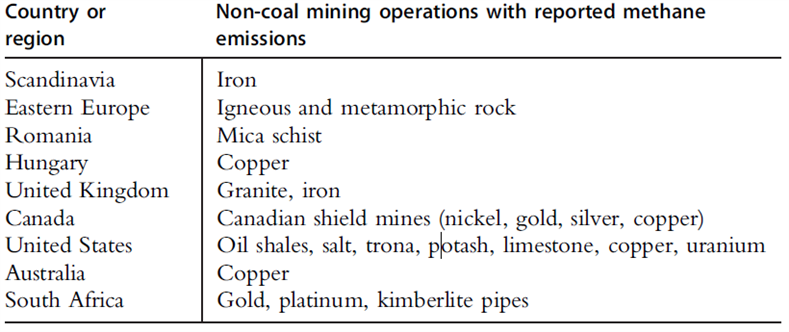 Country or Non-coal mining operations with reported methane
region emissions
Scandinavia Iron
Eastern Europe Igneous and metamorphic rock
Romania Mica schist
Hungary Copper
United Kingdom Granite, iron
Canada Canadian shield mines (nickel, gold, silver, copper)
United States Oil shales, salt, trona, potash, limestone, copper, uranium
Australia Copper
South Africa Gold, platinum, kimberlite pipes